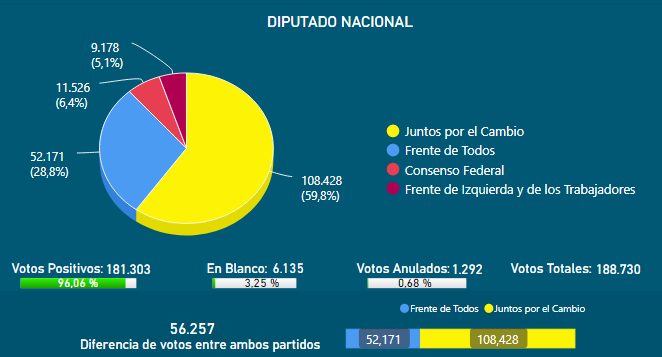 DIPUTADO NACIONAL
9.178
(5,1%)
11.526
(6,4%)
52.171
(28,8%)
108.428
(59,8%)
Juntos por el Cambio
Frente de Todos
Consenso Federal
Frente de Izquierda y de los Trabajadores
Votos Positivos: 181.303
96,06 %
En Blanco: 6.135
3.25 %
Votos Anulados: 1.292
0.68 %
Votos Totales: 188.730
Frente de Todos Juntos por el Cambio
56.257
Diferencia de votos entre ambos partidos
52,171 108,428